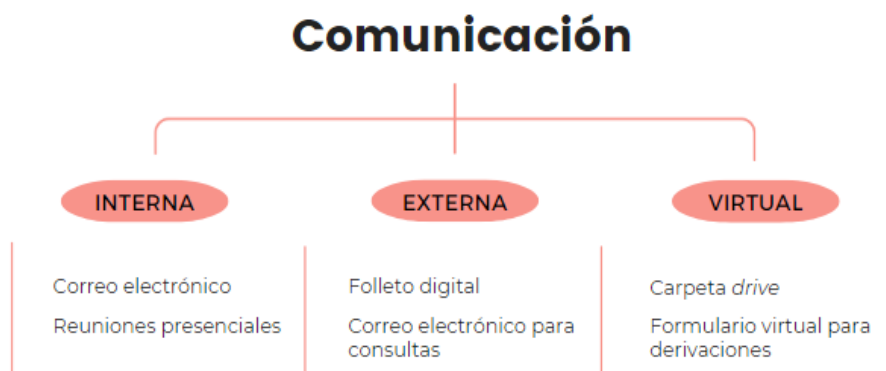 Comunicación
INTERNA
Correo electrónico
Reuniones presenciales
EXTERNA
Folleto digital
Correo electrónico para
consultas
VIRTUAL
Carpeta drive
Formulario virtual para
derivaciones